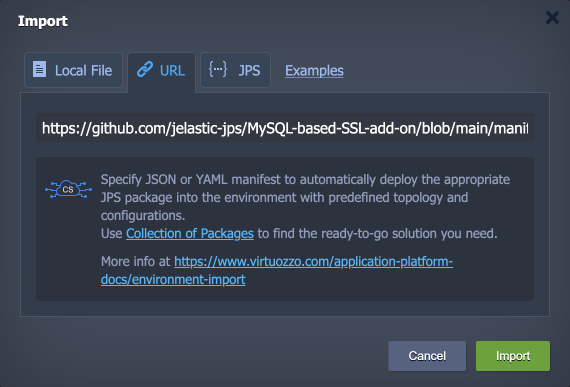 Import
Local File
URL
JPS
Examples
https://github.com/jelastic-jps/MySQL-based-SSL-add-on/blob/main/manif
CS
Specify JSON or YAML manifest to automatically deploy the appropriate
JPS package into the environment with predefined topology and
configurations.
Use Collection of Packages to find the ready-to-go solution you need.
More info at https://www.virtuozzo.com/application-platform-
docs/environment-import
Cancel
Import